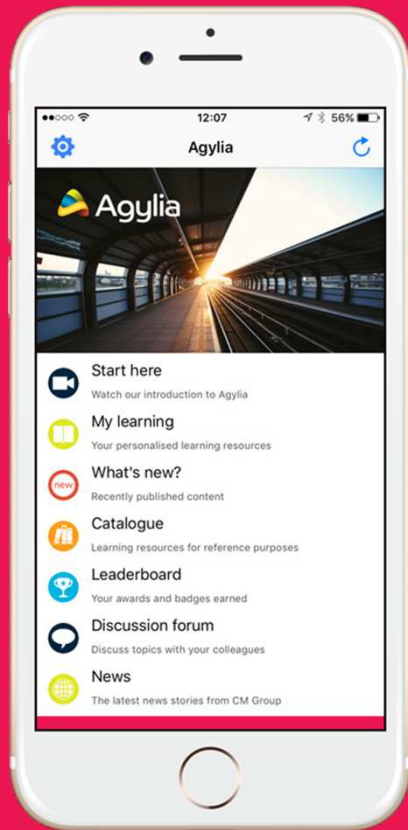 12:07
56%
Agylia
Agylia
Start here
Watch our introduction to Agylia
My learning
Your personalised learning resources
What's new?
new
Recently published content
Catalogue
Learning resources for reference purposes
Leaderboard
Your awards and badges earned
Discussion forum
Discuss topics with your colleagues
News
The latest news stories from CM Group